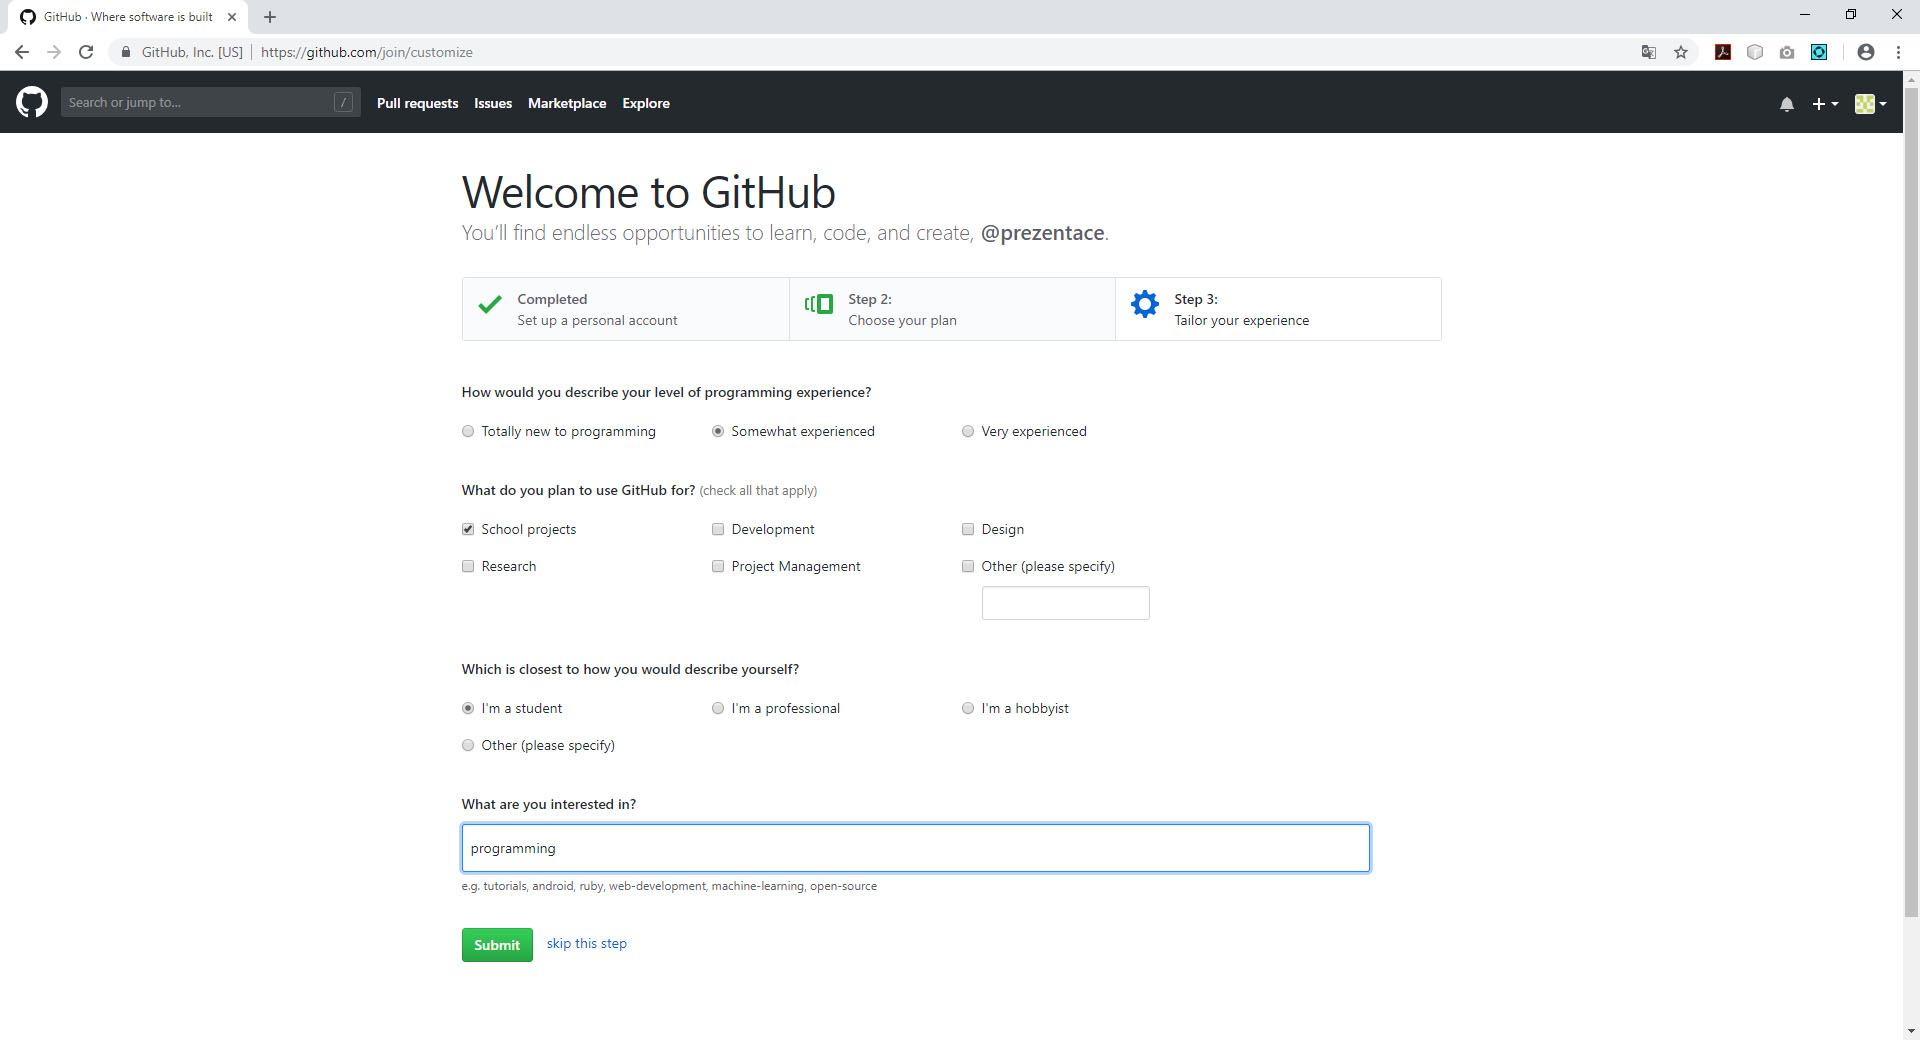 GitHub · Where software is built
GitHub, Inc. [US] https://github.com/join/customize
Search or jump to... / Pull requests Issues Marketplace Explore
Welcome to GitHub
You’ll find endless opportunities to learn, code, and create, @prezentace.
Completed
Set up a personal account
Step 2:
Choose your plan
Step 3:
Tailor your experience
How would you describe your level of programming experience?
Totally new to programming Somewhat experienced Very experienced
What do you plan to use GitHub for? (check all that apply)
School projects Development Design
Research Project Management Other (please specify)
Which is closest to how you would describe yourself?
I'm a student I'm a professional I'm a hobbyist
Other (please specify)
What are you interested in?
programming
e.g. tutorials, android, ruby, web-development, machine-learning, open-source
Submit skip this step